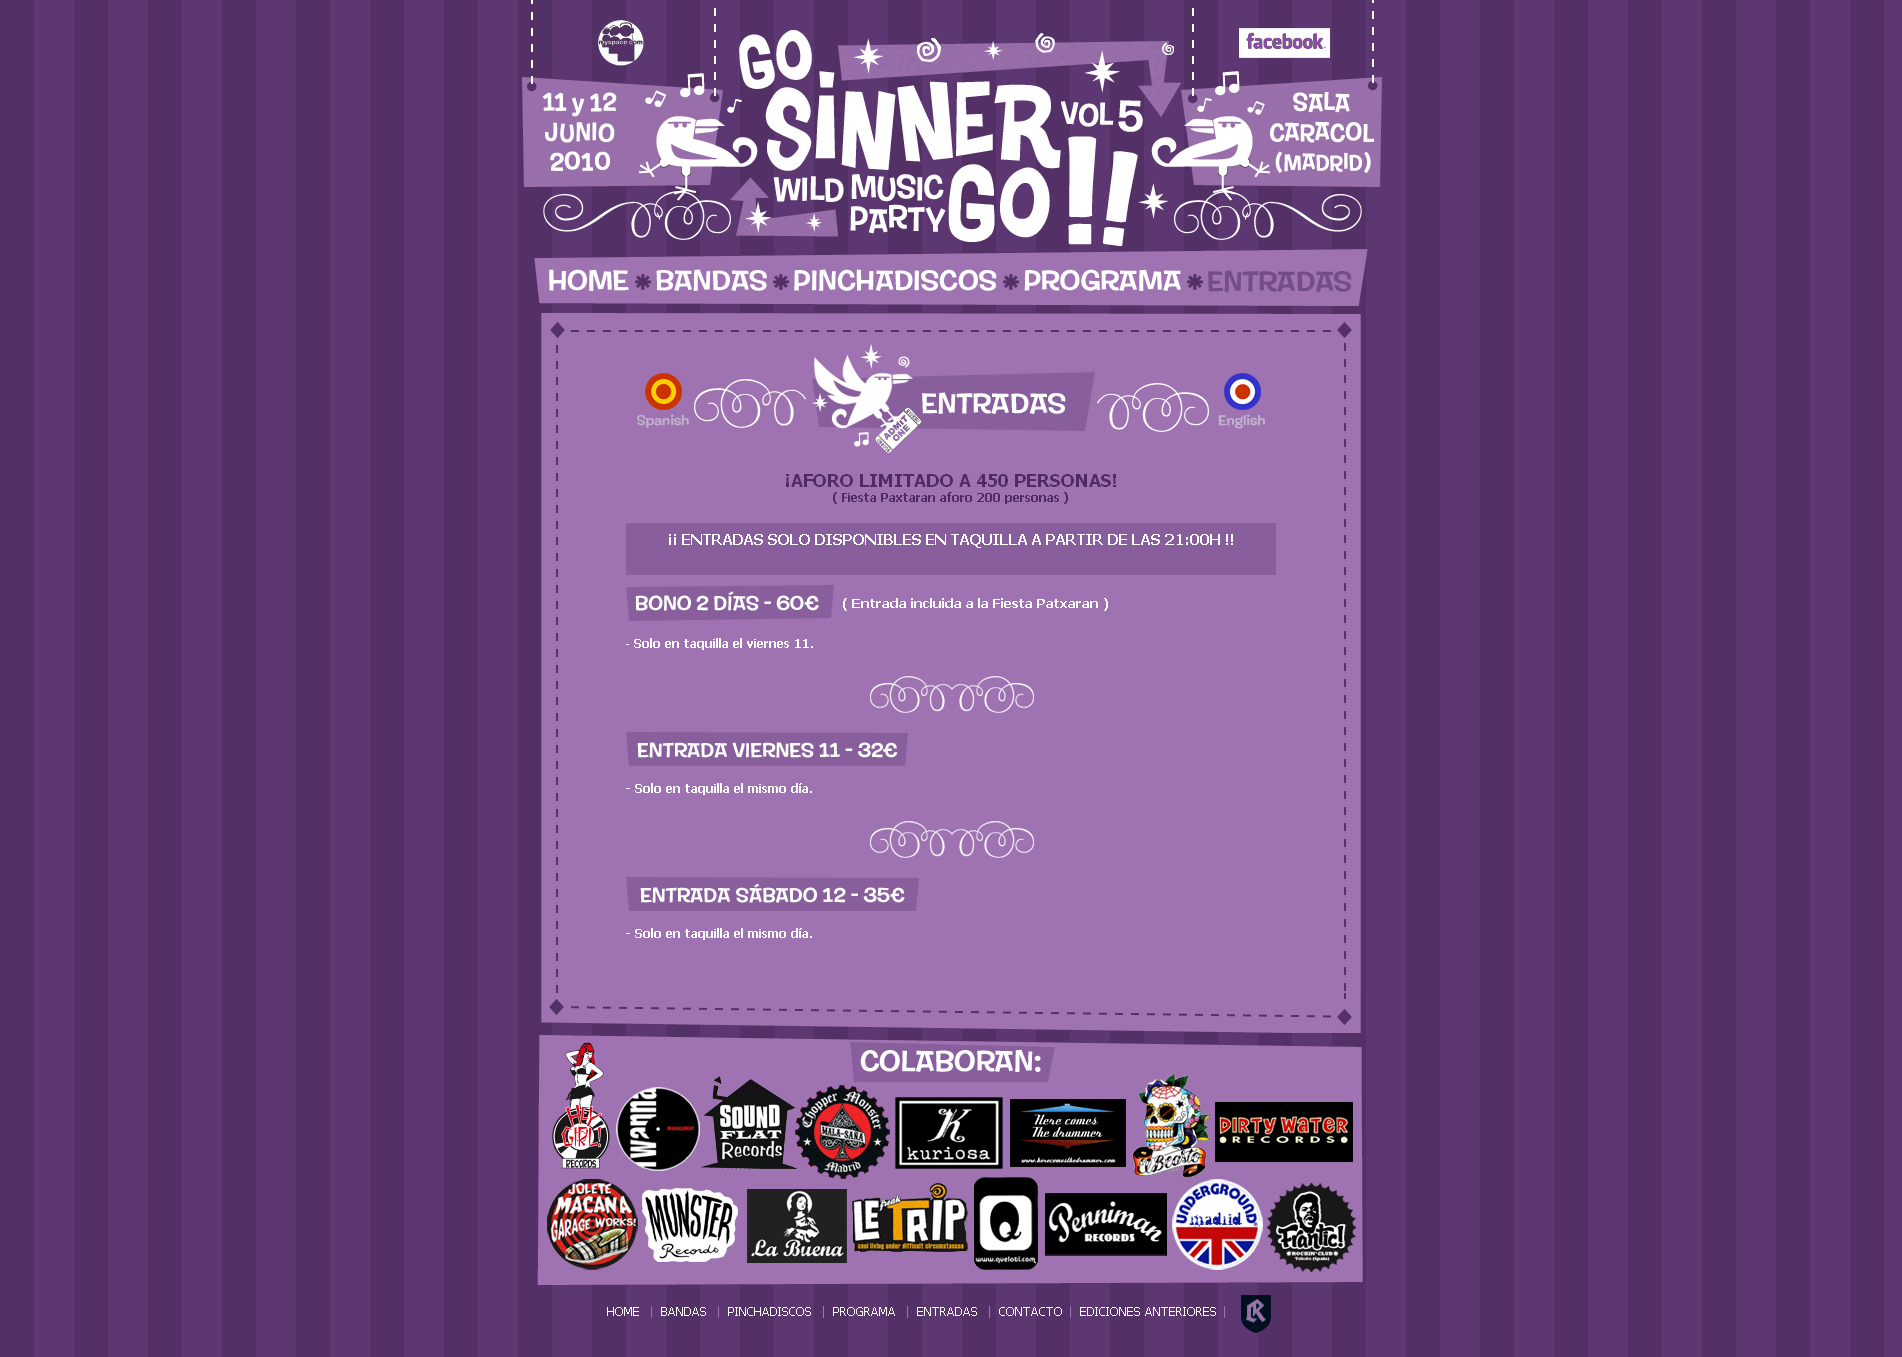 myspace.com
facebook
11 y 12
JUNIO
2010
GO
SINNER
VOL 5
WILD MUSIC
PARTY
GO!!
SALA
CARACOL
(MADRID)
HOME * BANDAS * PINCHADISCOS * PROGRAMA * ENTRADAS
Spanish
ADMIT
ONE
ENTRADAS
English
¡AFORO LIMITADO A 450 PERSONAS!
( Fiesta Paxtaran aforo 200 personas )
¡¡ ENTRADAS SOLO DISPONIBLES EN TAQUILLA A PARTIR DE LAS 21:00H !!
BONO 2 DÍAS - 60€
( Entrada incluida a la Fiesta Patxaran )
- Solo en taquilla el viernes 11.
ENTRADA VIERNES 11 - 32€
- Solo en taquilla el mismo día.
ENTRADA SÁBADO 12 - 35€
- Solo en taquilla el mismo día.
COLABORAN:
HEY GIRL!
RECORDS
iwanna
SOUND
FLAT
Records
Chopper Monster
MALA-SAÑA
Madrid
K
kuriosa
Here comes
The drummer
www.herecomesthedrummer.com
El Beasto
DIRTY WATER
• RECORDS •
JOLETE
MACANA
GARAGE WORKS!
MUNSTER
Records
La Buena
LE freak TRIP
cool living under difficult circumstances
Q
www.queloti.com
Penniman
RECORDS
UNDERGROUND
madrid
Frantic!
ROCKIN' CLUB
Toledo (Spain)
HOME | BANDAS | PINCHADISCOS | PROGRAMA | ENTRADAS | CONTACTO | EDICIONES ANTERIORES |
R